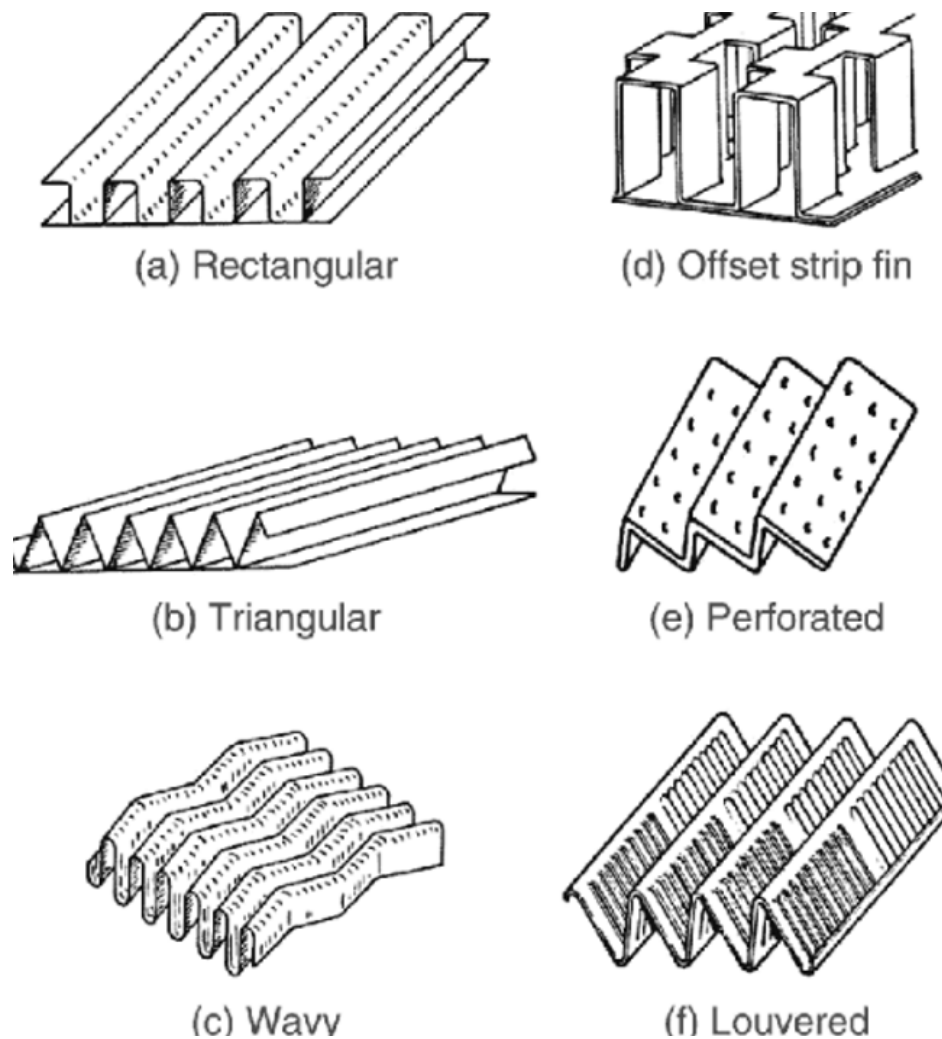 (a) Rectangular
(d) Offset strip fin
(b) Triangular
(e) Perforated
(c) Wavy
(f) Louvered